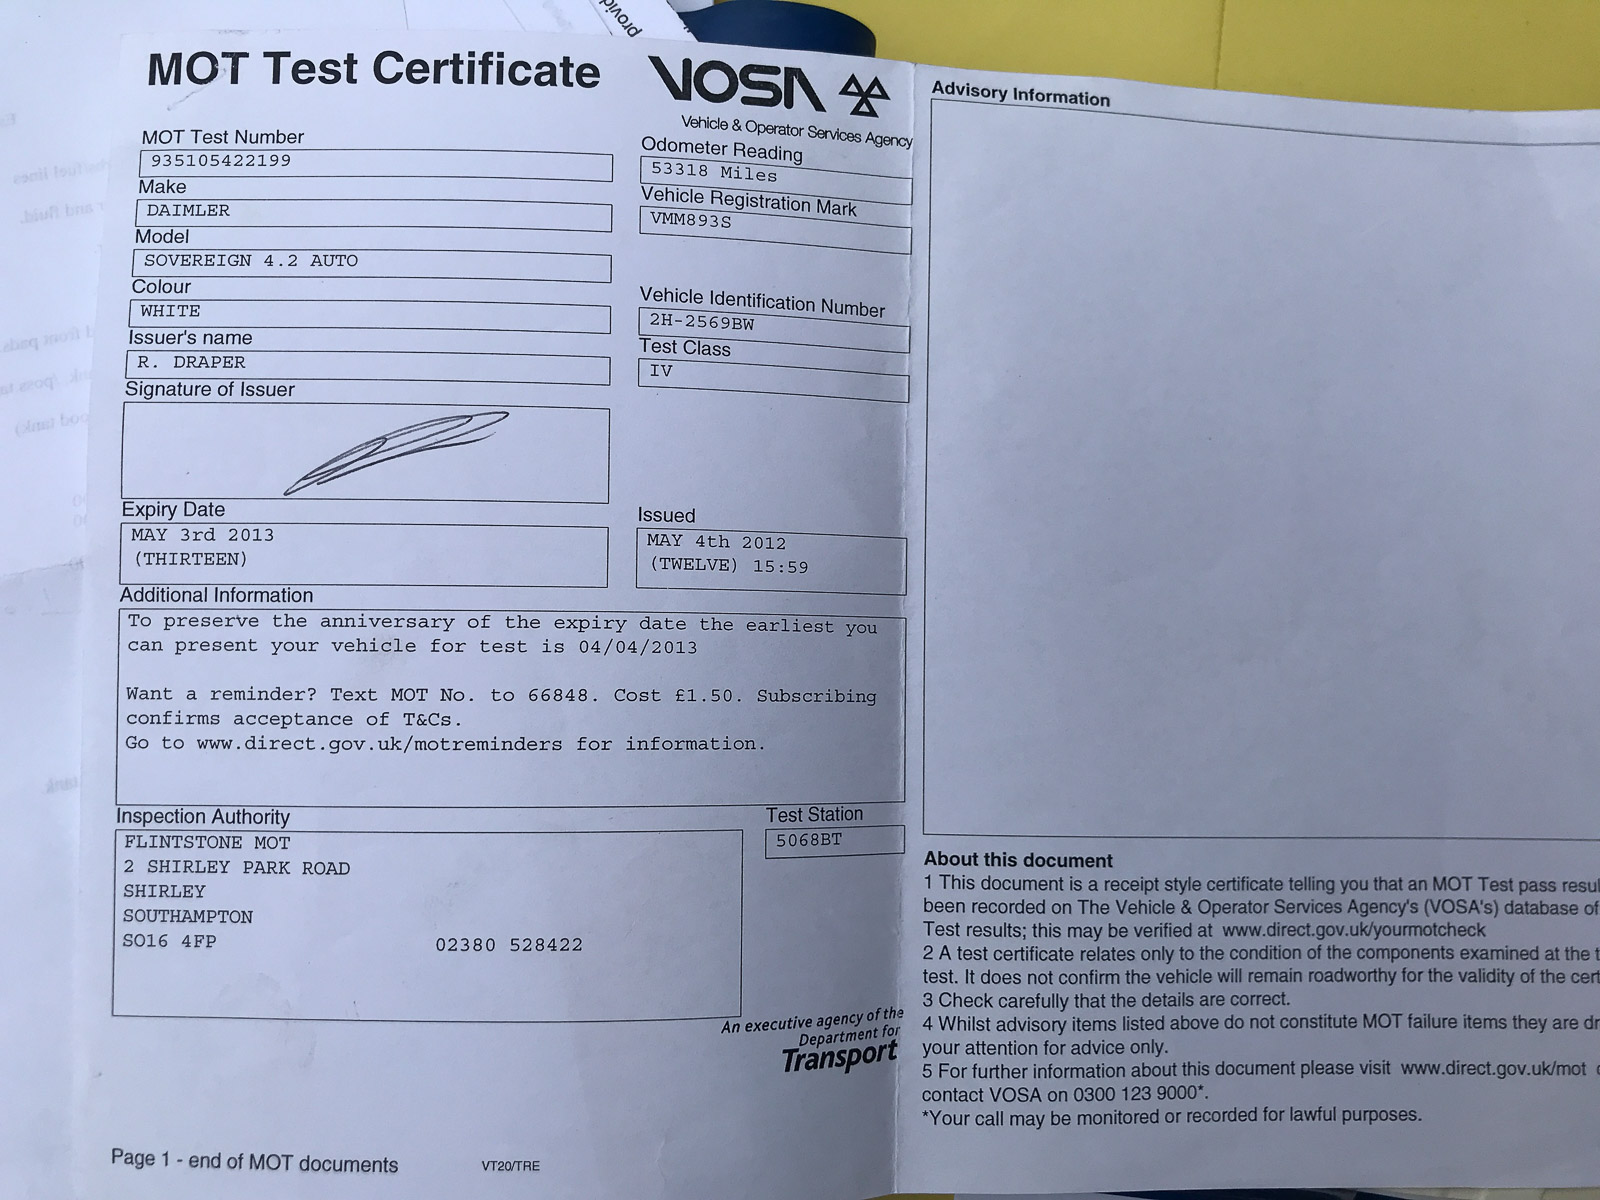 provid
MOT Test Certificate
VOSA
Vehicle & Operator Services Agency
MOT Test Number
935105422199
Make
DAIMLER
Model
SOVEREIGN 4.2 AUTO
Colour
WHITE
Issuer's name
R. DRAPER
Signature of Issuer
Odometer Reading
53318 Miles
Vehicle Registration Mark
VMM893S
Vehicle Identification Number
2H-2569BW
Test Class
IV
Expiry Date
MAY 3rd 2013
(THIRTEEN)
Issued
MAY 4th 2012
(TWELVE) 15:59
Additional Information
To preserve the anniversary of the expiry date the earliest you
can present your vehicle for test is 04/04/2013
Want a reminder? Text MOT No. to 66848. Cost £1.50. Subscribing
confirms acceptance of T&Cs.
Go to www.direct.gov.uk/motreminders for information.
Inspection Authority
FLINTSTONE MOT
2 SHIRLEY PARK ROAD
SHIRLEY
SOUTHAMPTON
SO16 4FP 02380 528422
Test Station
5068BT
An executive agency of the
Department for
Transport
Page 1 - end of MOT documents VT20/TRE
Advisory Information
About this document
1 This document is a receipt style certificate telling you that an MOT Test pass resul
been recorded on The Vehicle & Operator Services Agency's (VOSA's) database of
Test results; this may be verified at www.direct.gov.uk/yourmotcheck
2 A test certificate relates only to the condition of the components examined at the t
test. It does not confirm the vehicle will remain roadworthy for the validity of the cert
3 Check carefully that the details are correct.
4 Whilst advisory items listed above do not constitute MOT failure items they are dr
your attention for advice only.
5 For further information about this document please visit www.direct.gov.uk/mot
contact VOSA on 0300 123 9000*.
*Your call may be monitored or recorded for lawful purposes.